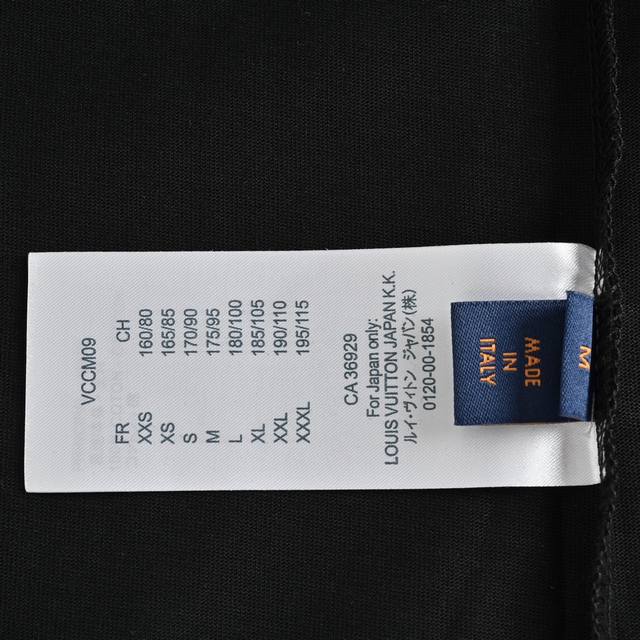 VCCM09
FR CH
XXS 160/80
XS 165/85
S 170/90
M 175/95
L 180/100
XL 185/105
XXL 190/110
XXXL 195/115
CA 36929
For Japan only:
LOUIS VUITTON JAPAN K.K.
ルイ・ヴィトン ジャパン(株)
0120-00-1854
MADE
IN
ITALY
M